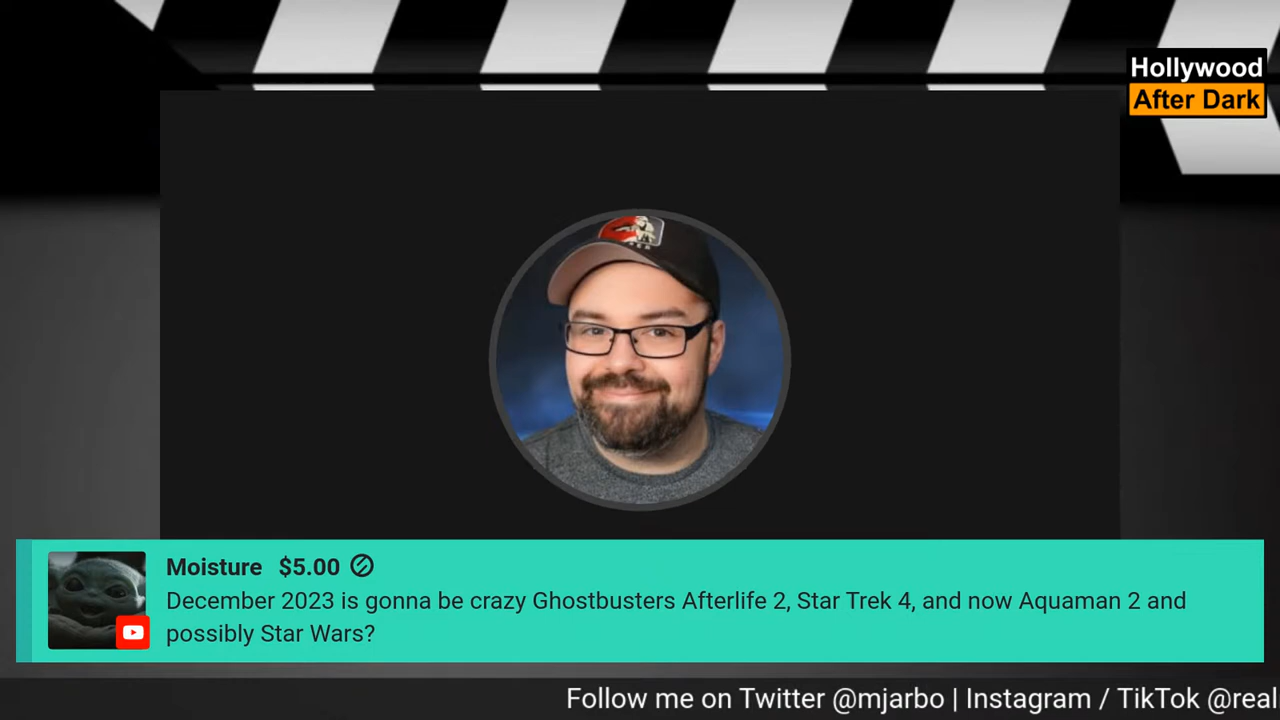 Hollywood
After Dark
Moisture $5.00
December 2023 is gonna be crazy Ghostbusters Afterlife 2, Star Trek 4, and now Aquaman 2 and
possibly Star Wars?
Follow me on Twitter @mjarbo | Instagram / TikTok @real